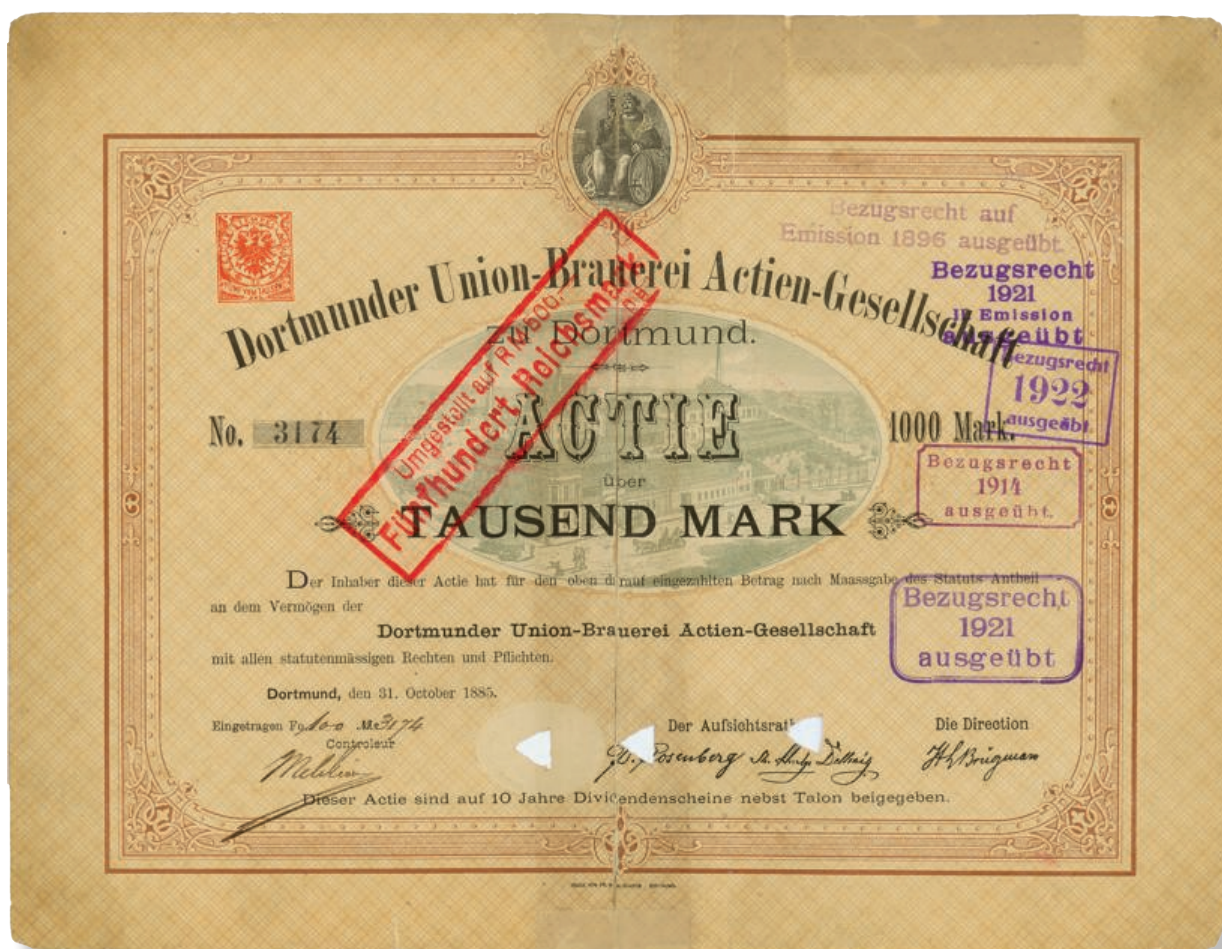 Bezugsrecht auf
Emission 1896 ausgeübt.
Bezugsrecht
1921
II. Emission
ausgeübt
Dortmunder Union-Brauerei Actien-Gesellschaft
zu Dortmund.
Umgestellt auf RM 600.-
Fünfhundert Reichsmark
Bezugsrecht
1922
ausgeübt
No. 3174
ACTIE
1000 Mark.
über
TAUSEND MARK
Bezugsrecht
1914
ausgeübt.
Der Inhaber dieser Actie hat für den oben darauf eingezahlten Betrag nach Maassgabe des Statuts Antheil
an dem Vermögen der
Dortmunder Union-Brauerei Actien-Gesellschaft
mit allen statutenmässigen Rechten und Pflichten.
Bezugsrecht
1921
ausgeübt
Dortmund, den 31. October 1885.
Eingetragen Fo. 100 No 3174
Controleur
Der Aufsichtsrath
Die Direction
Rosenberg
H Brügman
Dieser Actie sind auf 10 Jahre Dividendenscheine nebst Talon beigegeben.